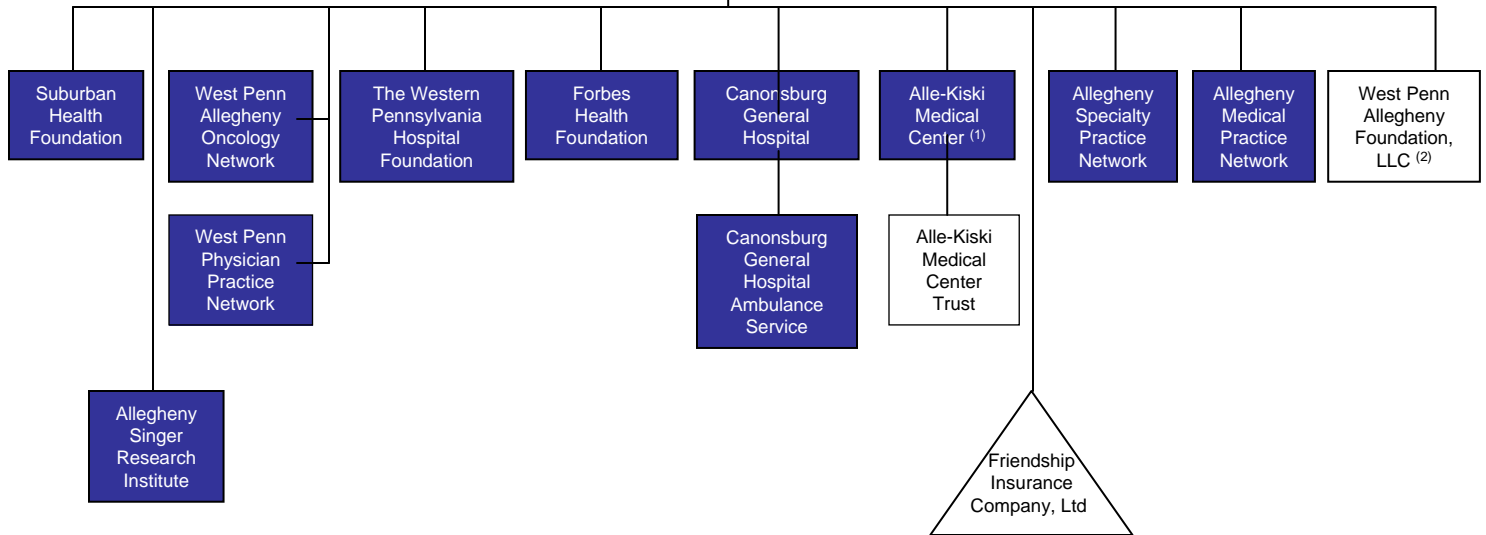 Suburban
Health
Foundation
West Penn
Allegheny
Oncology
Network
The Western
Pennsylvania
Hospital
Foundation
Forbes
Health
Foundation
Canonsburg
General
Hospital
Alle-Kiski
Medical
Center (1)
Allegheny
Specialty
Practice
Network
Allegheny
Medical
Practice
Network
West Penn
Allegheny
Foundation,
LLC (2)
West Penn
Physician
Practice
Network
Canonsburg
General
Hospital
Ambulance
Service
Alle-Kiski
Medical
Center
Trust
Allegheny
Singer
Research
Institute
Friendship
Insurance
Company, Ltd